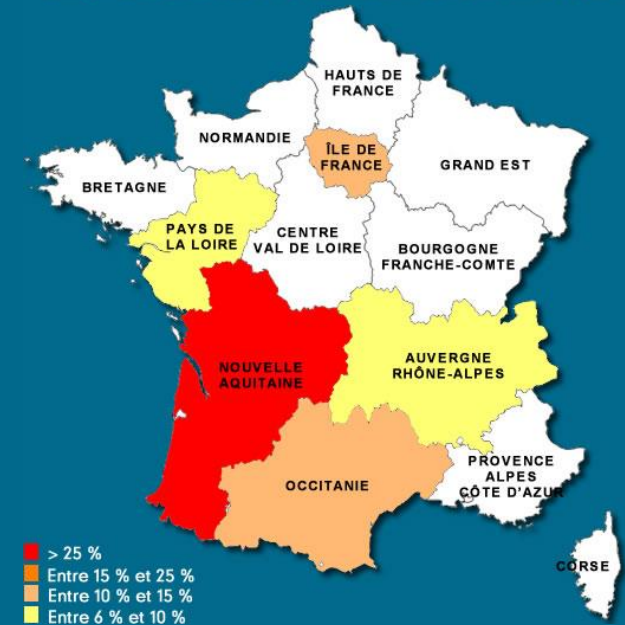 HAUTS DE
FRANCE
NORMANDIE
ÎLE DE
FRANCE
GRAND EST
BRETAGNE
PAYS DE
LA LOIRE
CENTRE
VAL DE LOIRE
BOURGOGNE
FRANCHE-COMTE
NOUVELLE
AQUITAINE
AUVERGNE
RHÔNE-ALPES
OCCITANIE
PROVENCE
ALPES
CÔTE D'AZUR
CORSE
> 25 %
Entre 15 % et 25 %
Entre 10 % et 15 %
Entre 6 % et 10 %